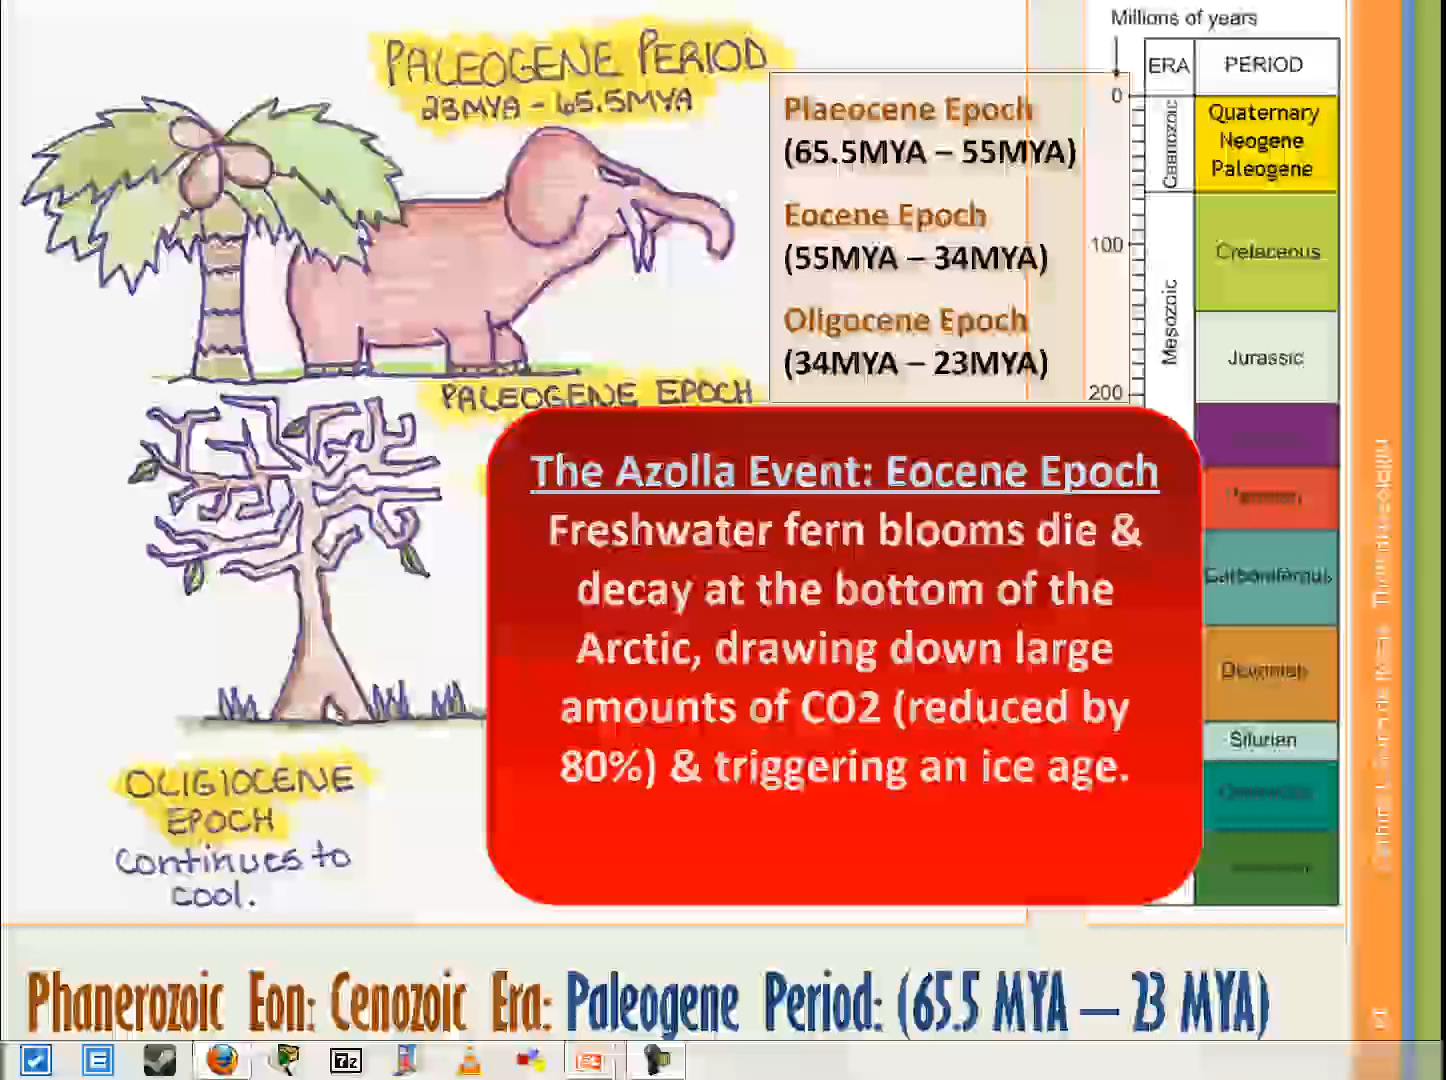 PALEOGENE PERIOD
23MYA - 65.5MYA
PALEOGENE EPOCH
OLIGIOCENE
EPOCH
Continues to
cool.
Plaeocene Epoch
(65.5MYA – 55MYA)
Eocene Epoch
(55MYA – 34MYA)
Oligocene Epoch
(34MYA – 23MYA)
The Azolla Event: Eocene Epoch
Freshwater fern blooms die &
decay at the bottom of the
Arctic, drawing down large
amounts of CO2 (reduced by
80%) & triggering an ice age.
Millions of years
ERA PERIOD
0
Quaternary
Neogene
Paleogene
100
Cretaceous
Mesozoic
Jurassic
200
Permian
Carboniferous
Devonian
Silurian
Phanerozoic Eon: Cenozoic Era: Paleogene Period: (65.5 MYA – 23 MYA)
7z